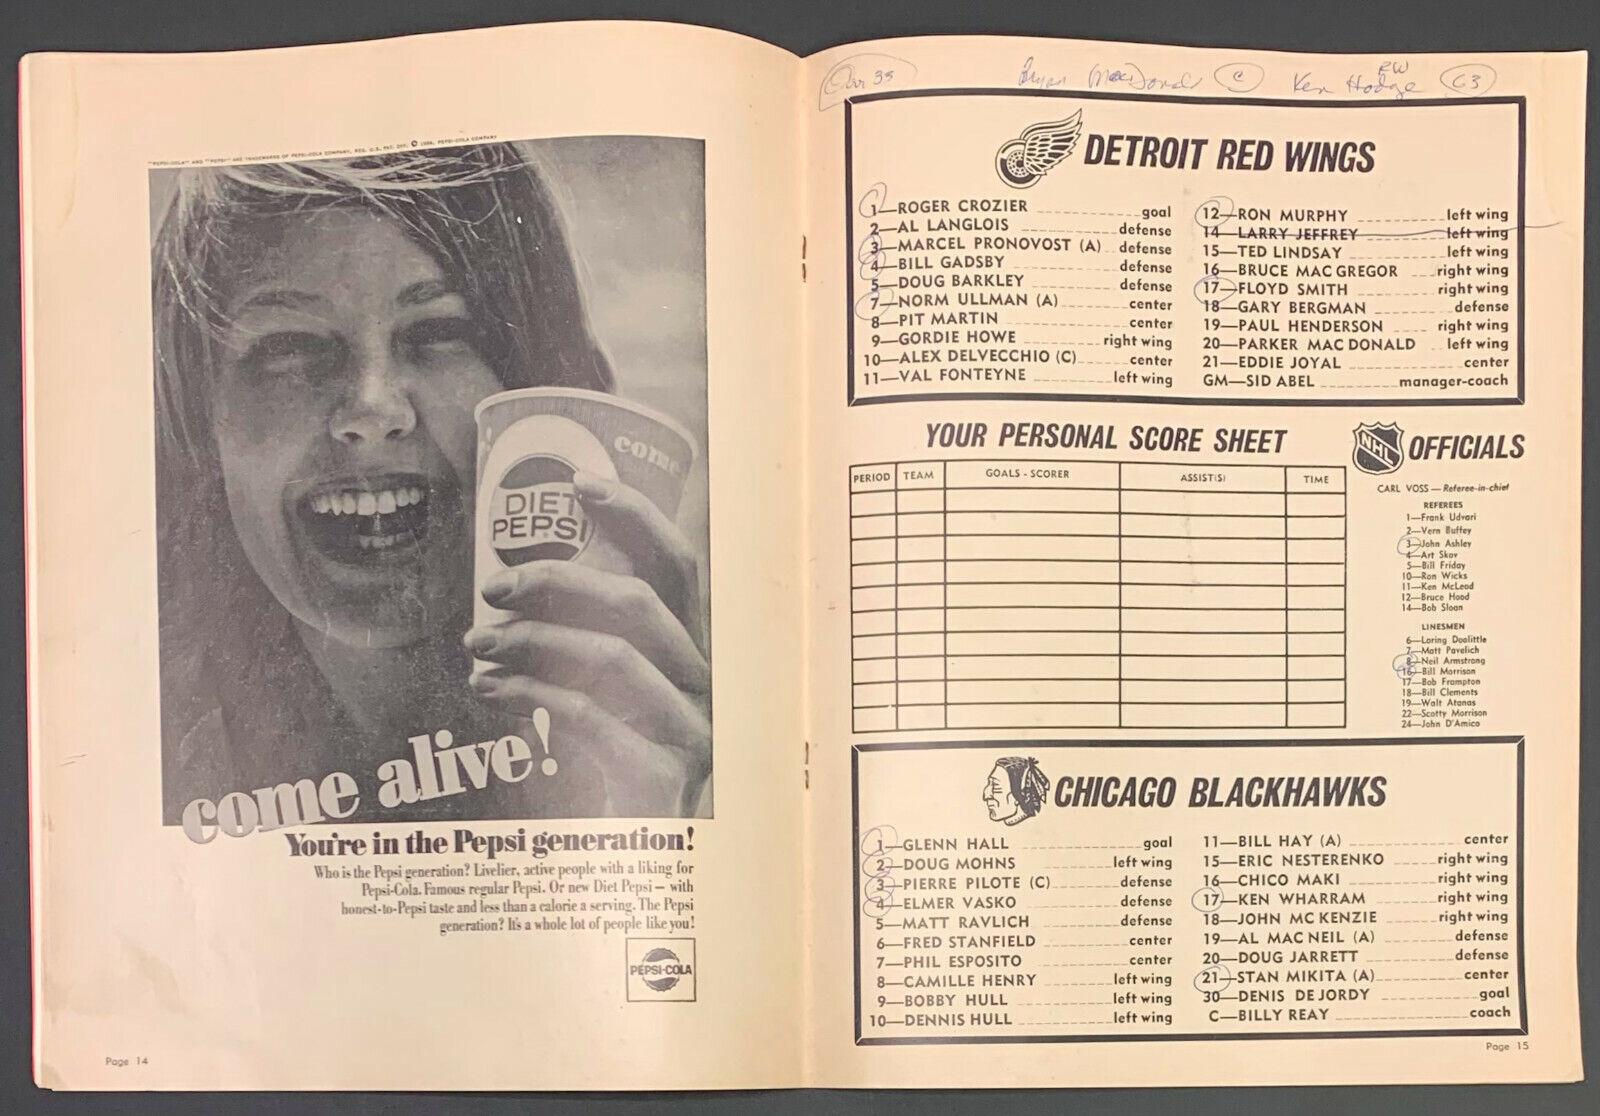 "PEPSI-COLA" AND "PEPSI" ARE TRADEMARKS OF PEPSI-COLA COMPANY, REG. U.S. PAT. OFF. © 1964, PEPSI-COLA COMPANY
come
DIET
PEPSI
come alive!
You're in the Pepsi generation!
Who is the Pepsi generation? Livelier, active people with a liking for
Pepsi-Cola. Famous regular Pepsi. Or new Diet Pepsi — with
honest-to-Pepsi taste and less than a calorie a serving. The Pepsi
generation? It's a whole lot of people like you!
PEPSI-COLA
Page 14
Over 35 Bryan MacDonald C Ken Hodge RW 63
DETROIT RED WINGS
1—ROGER CROZIER goal
2—AL LANGLOIS defense
3—MARCEL PRONOVOST (A) defense
4—BILL GADSBY defense
5—DOUG BARKLEY defense
7—NORM ULLMAN (A) center
8—PIT MARTIN center
9—GORDIE HOWE right wing
10—ALEX DELVECCHIO (C) center
11—VAL FONTEYNE left wing
12—RON MURPHY left wing
14—LARRY JEFFREY left wing
15—TED LINDSAY left wing
16—BRUCE MAC GREGOR right wing
17—FLOYD SMITH right wing
18—GARY BERGMAN defense
19—PAUL HENDERSON right wing
20—PARKER MAC DONALD left wing
21—EDDIE JOYAL center
GM—SID ABEL manager-coach
YOUR PERSONAL SCORE SHEET
PERIOD TEAM GOALS - SCORER ASSIST(S) TIME
NHL OFFICIALS
CARL VOSS — Referee-in-chief
REFEREES
1—Frank Udvari
2—Vern Buffey
3—John Ashley
4—Art Skov
5—Bill Friday
10—Ron Wicks
11—Ken McLeod
12—Bruce Hood
14—Bob Sloan
LINESMEN
6—Loring Doolittle
7—Matt Pavelich
8—Neil Armstrong
16—Bill Morrison
17—Bob Frampton
18—Bill Clements
19—Walt Atanas
22—Scotty Morrison
24—John D'Amico
CHICAGO BLACKHAWKS
1—GLENN HALL goal
2—DOUG MOHNS left wing
3—PIERRE PILOTE (C) defense
4—ELMER VASKO defense
5—MATT RAVLICH defense
6—FRED STANFIELD center
7—PHIL ESPOSITO center
8—CAMILLE HENRY left wing
9—BOBBY HULL left wing
10—DENNIS HULL left wing
11—BILL HAY (A) center
15—ERIC NESTERENKO right wing
16—CHICO MAKI right wing
17—KEN WHARRAM right wing
18—JOHN MC KENZIE right wing
19—AL MAC NEIL (A) defense
20—DOUG JARRETT defense
21—STAN MIKITA (A) center
30—DENIS DE JORDY goal
C—BILLY REAY coach
Page 15